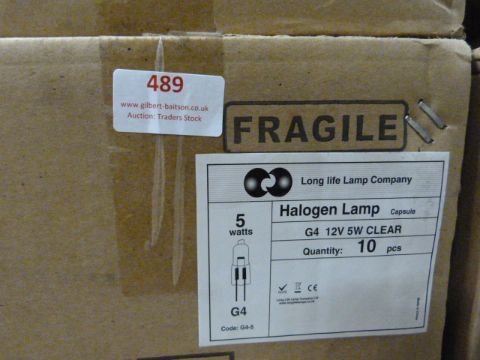 489
www.gilbert-baitson.co.uk
Auction: Traders Stock
FRAGILE
Long life Lamp Company
Halogen Lamp Capsule
G4 12V 5W CLEAR
Quantity: 10 pcs
5
watts
G4
Code: G4-5
CE